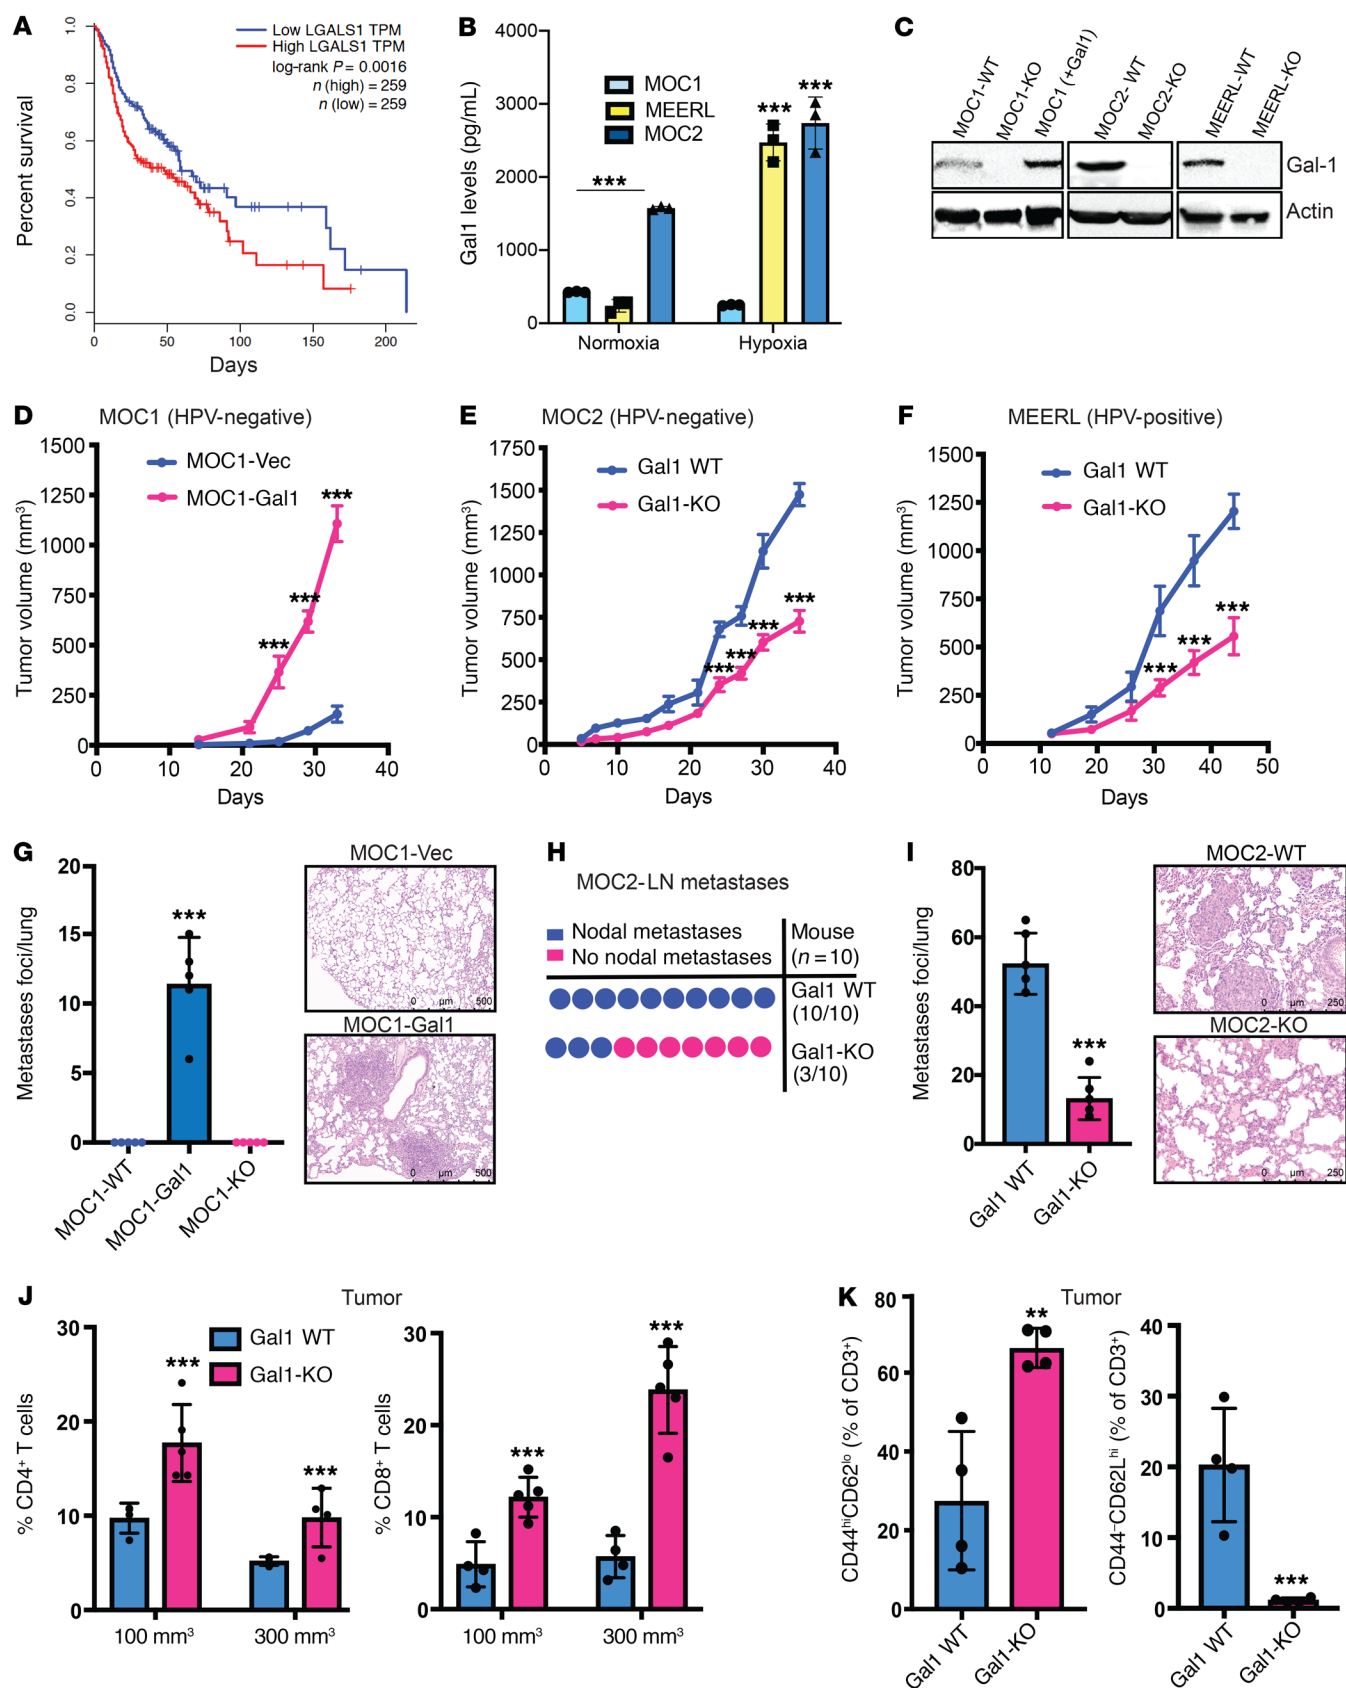 A
Low LGALS1 TPM
High LGALS1 TPM
log-rank P = 0.0016
n (high) = 259
n (low) = 259
Percent survival
1.0
0.8
0.6
0.4
0.2
0.0
0 50 100 150 200
Days
B
Gal1 levels (pg/mL)
4000
3000
2000
1000
0
MOC1
MEERL
MOC2
***
*** ***
Normoxia Hypoxia
C
MOC1-WT MOC1-KO MOC1 (+Gal1) MOC2-WT MOC2-KO MEERL-WT MEERL-KO
Gal-1
Actin
D
MOC1 (HPV-negative)
MOC1-Vec
MOC1-Gal1
Tumor volume (mm³)
1500
1250
1000
750
500
250
0
*** *** ***
0 10 20 30 40
Days
E
MOC2 (HPV-negative)
Gal1 WT
Gal1-KO
Tumor volume (mm³)
1750
1500
1250
1000
750
500
250
0
*** *** *** ***
0 10 20 30 40
Days
F
MEERL (HPV-positive)
Gal1 WT
Gal1-KO
Tumor volume (mm³)
1500
1250
1000
750
500
250
0
*** *** ***
0 10 20 30 40 50
Days
G
Metastases foci/lung
20
15
10
5
0
***
MOC1-WT MOC1-Gal1 MOC1-KO
MOC1-Vec
0 µm 500
MOC1-Gal1
0 µm 500
H
MOC2-LN metastases
Nodal metastases
No nodal metastases
Mouse
(n = 10)
Gal1 WT
(10/10)
Gal1-KO
(3/10)
I
Metastases foci/lung
80
60
40
20
0
***
Gal1 WT Gal1-KO
MOC2-WT
0 µm 250
MOC2-KO
0 µm 250
J
Tumor
Gal1 WT
Gal1-KO
% CD4⁺ T cells
30
20
10
0
*** ***
100 mm³ 300 mm³
% CD8⁺ T cells
30
20
10
0
*** ***
100 mm³ 300 mm³
K
Tumor
CD44ʰⁱCD62ˡᵒ (% of CD3⁺)
80
60
40
20
0
**
Gal1 WT Gal1-KO
CD44⁻CD62Lʰⁱ (% of CD3⁺)
40
30
20
10
0
***
Gal1 WT Gal1-KO